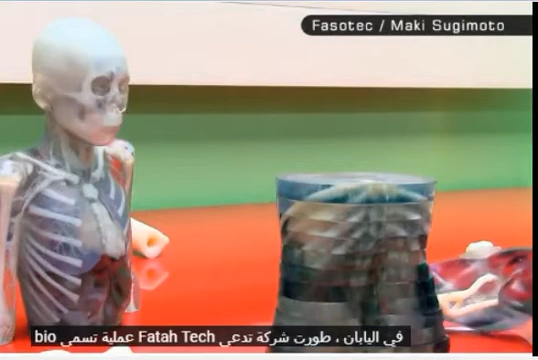 Fasotec / Maki Sugimoto
في اليابان ، طورت شركة تدعى Fatah Tech عملية تسمى bio